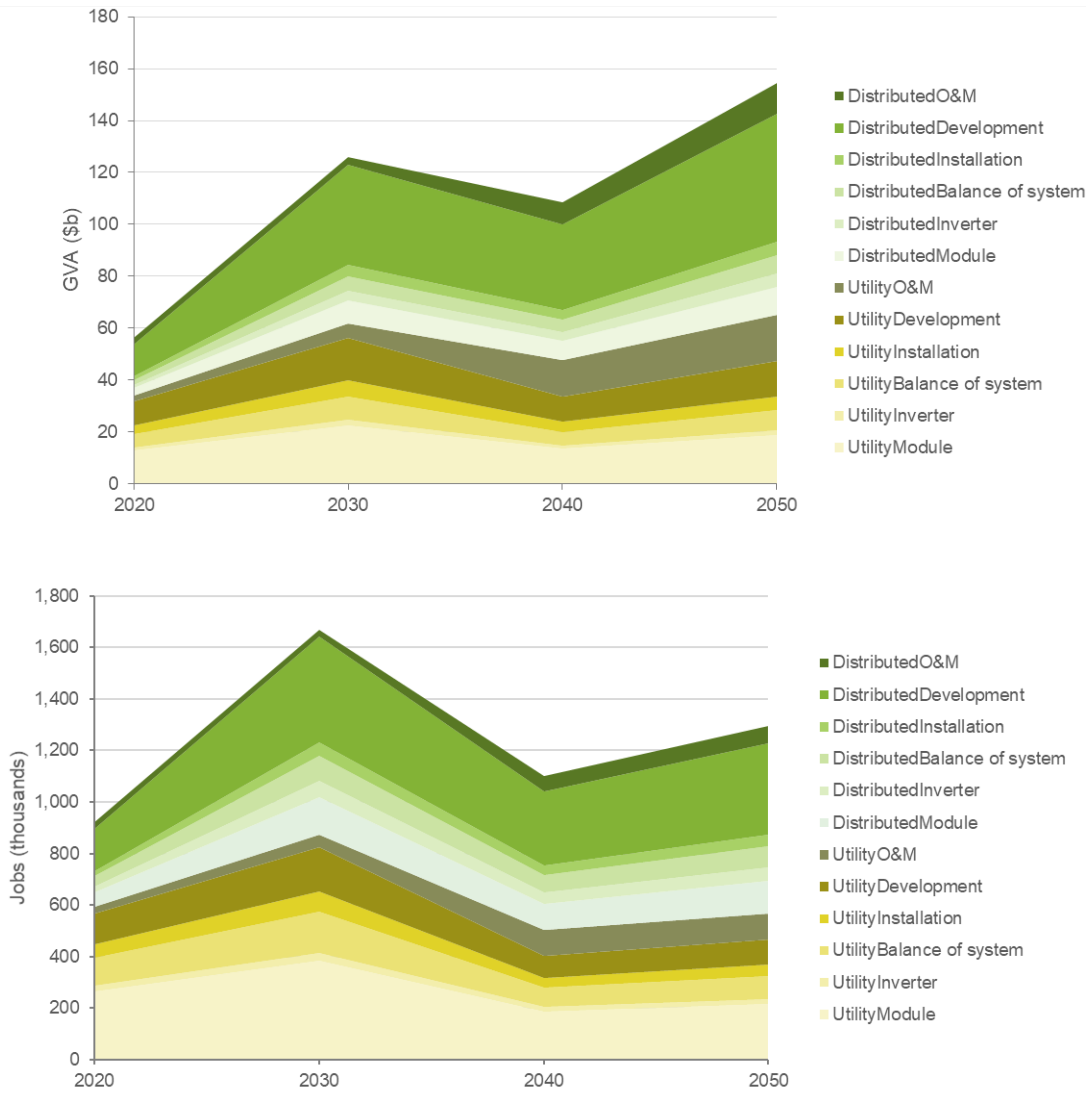 180
160
140
120
100
80
60
40
20
0
GVA ($b)
2020
2030
2040
2050
DistributedO&M
DistributedDevelopment
DistributedInstallation
DistributedBalance of system
DistributedInverter
DistributedModule
UtilityO&M
UtilityDevelopment
UtilityInstallation
UtilityBalance of system
UtilityInverter
UtilityModule
1,800
1,600
1,400
1,200
1,000
800
600
400
200
0
Jobs (thousands)
2020
2030
2040
2050
DistributedO&M
DistributedDevelopment
DistributedInstallation
DistributedBalance of system
DistributedInverter
DistributedModule
UtilityO&M
UtilityDevelopment
UtilityInstallation
UtilityBalance of system
UtilityInverter
UtilityModule